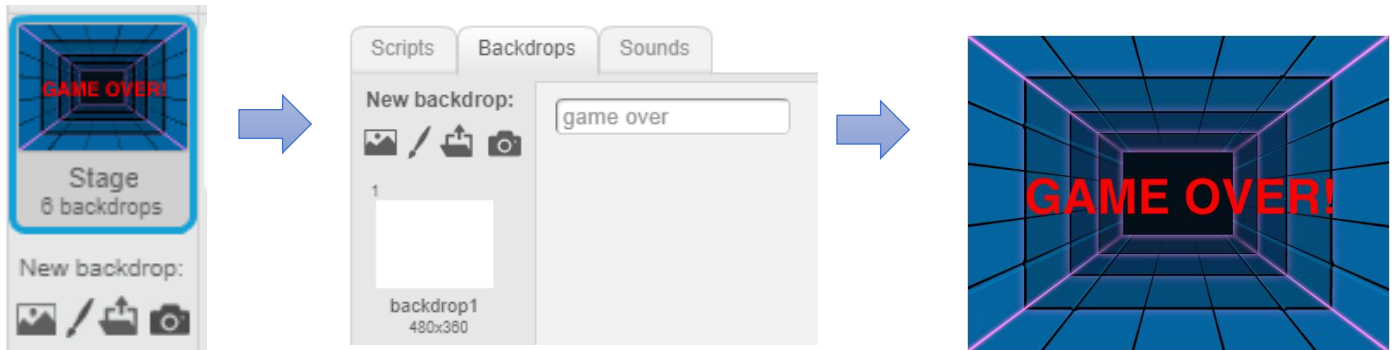 GAME OVER!
Stage
6 backdrops
New backdrop:
Scripts
Backdrops
Sounds
New backdrop:
game over
1
backdrop1
480x360
GAME OVER!